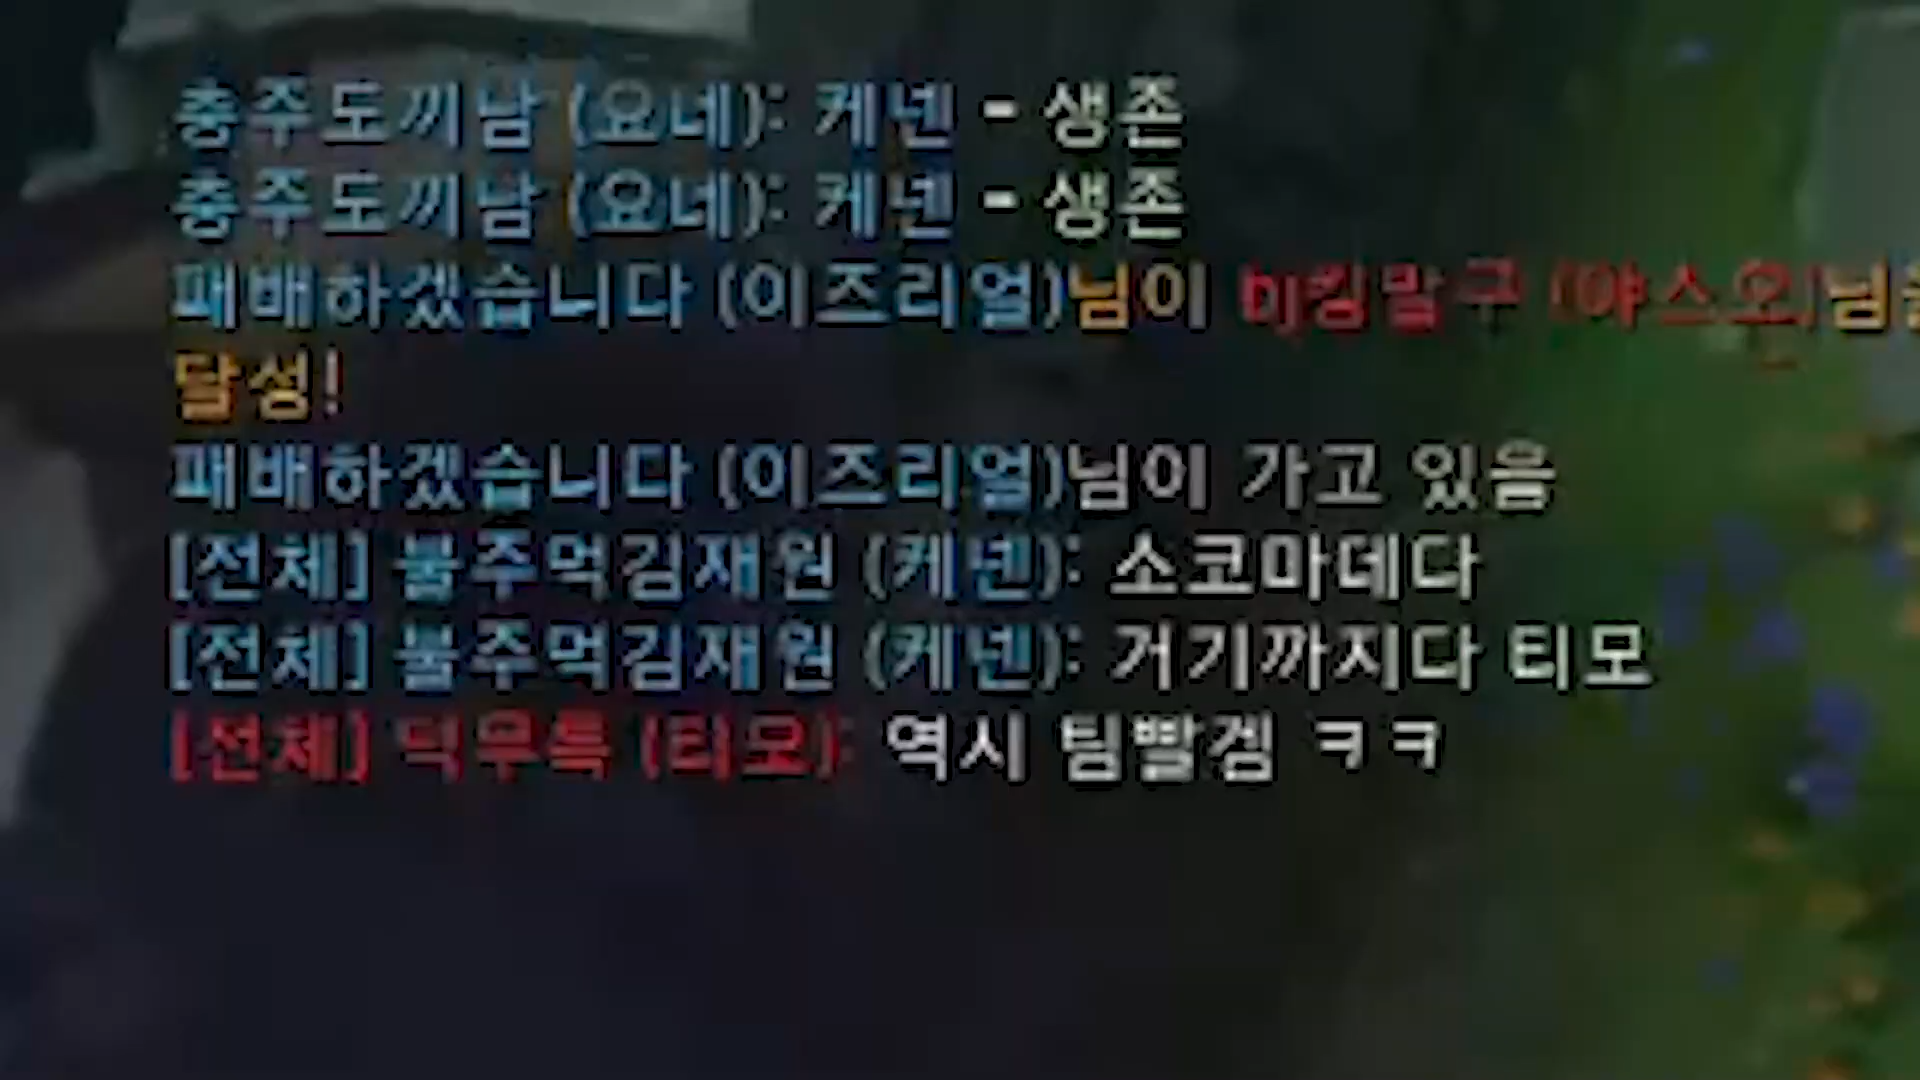 충주도끼남 (요네): 케넨 - 생존
충주도끼남 (요네): 케넨 - 생존
패배하겠습니다 (이즈리얼)님이 bj킹말구 (야스오)님을
달성!
패배하겠습니다 (이즈리얼)님이 가고 있음
[전체] 불주먹김재원 (케넨): 소코마데다
[전체] 불주먹김재원 (케넨): 거기까지다 티모
[전체] 딕무특 (티모): 역시 팀빨겜 ㅋㅋ